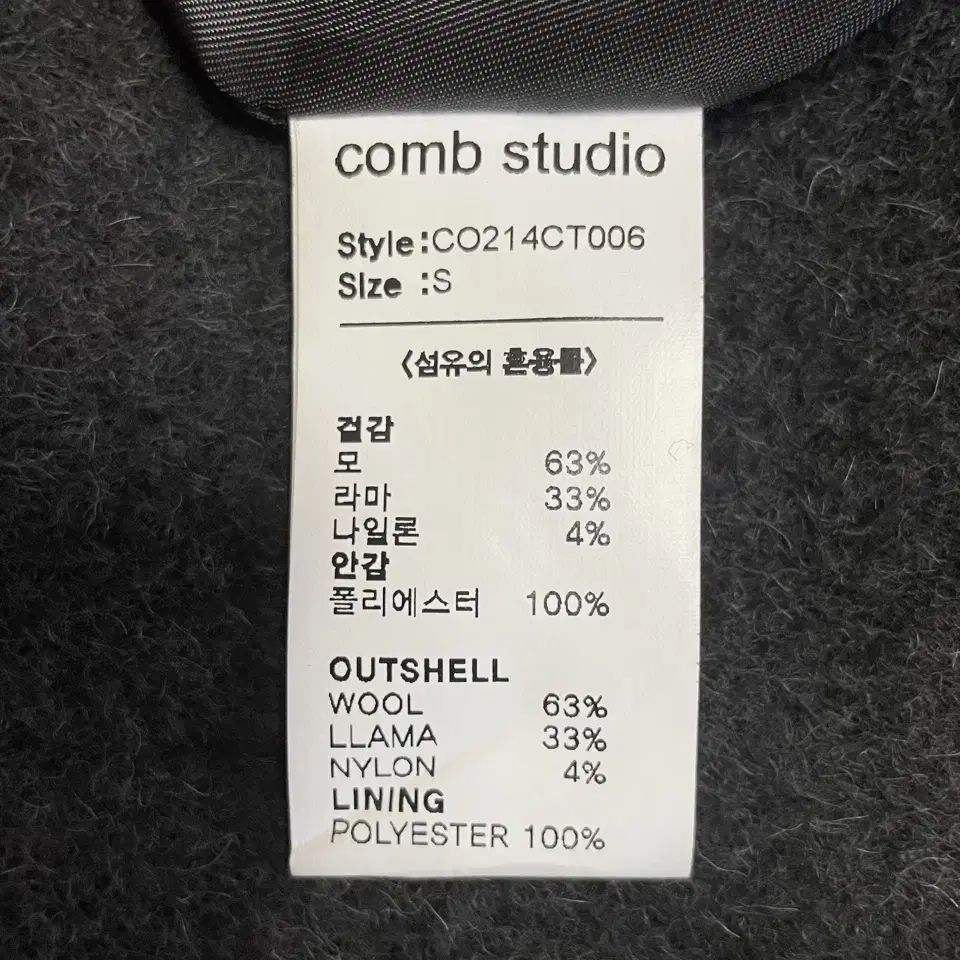 comb studio
Style:CO214CT006
Size :S
〈섬유의 혼용률〉
겉감
모 63%
라마 33%
나일론 4%
안감
폴리에스터 100%
OUTSHELL
WOOL 63%
LLAMA 33%
NYLON 4%
LINING
POLYESTER 100%